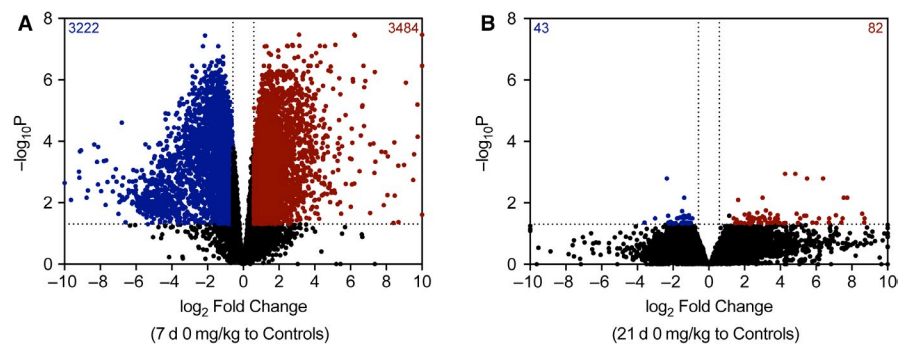 A
B
3222
3484
43
82
8
6
4
2
0
−log10P
−10 −8 −6 −4 −2 0 2 4 6 8 10
log2 Fold Change
(7 d 0 mg/kg to Controls)
8
6
4
2
0
−log10P
−10 −8 −6 −4 −2 0 2 4 6 8 10
log2 Fold Change
(21 d 0 mg/kg to Controls)